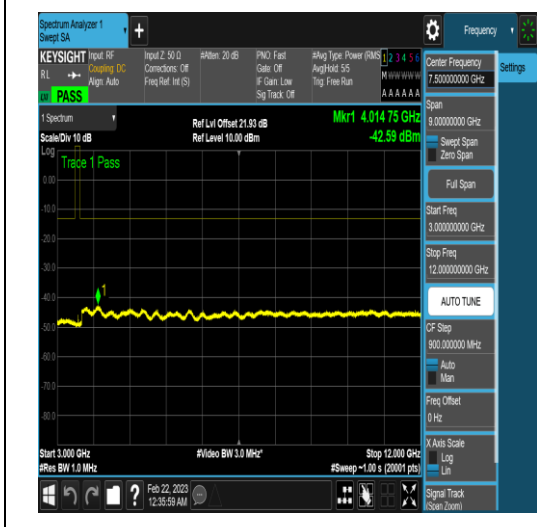 Spectrum Analyzer 1
Swept SA
Frequency
KEYSIGHT Input: RF Input Z: 50 Ω #Atten: 20 dB PNO: Fast #Avg Type: Power (RMS 1 2 3 4 5 6
RL Coupling: DC Corrections: Off Gate: Off Avg|Hold: 5/5 M W W W W W
Align: Auto Freq Ref: Int (S) IF Gain: Low Trig: Free Run
Sig Track: Off A A A A A A
PASS
1 Spectrum
Scale/Div 10 dB
Ref Lvl Offset 21.93 dB
Ref Level 10.00 dBm
Mkr1 4.014 75 GHz
-42.59 dBm
Log
Trace 1 Pass
0.00
-10.0
-20.0
-30.0
-40.0
1
-50.0
-60.0
-70.0
-80.0
Start 3.000 GHz #Video BW 3.0 MHz* Stop 12.000 GHz
#Res BW 1.0 MHz #Sweep ~1.00 s (20001 pts)
Feb 22, 2023
12:35:59 AM
Center Frequency
7.500000000 GHz
Settings
Span
9.00000000 GHz
Swept Span
Zero Span
Full Span
Start Freq
3.000000000 GHz
Stop Freq
12.000000000 GHz
AUTO TUNE
CF Step
900.000000 MHz
Auto
Man
Freq Offset
0 Hz
X Axis Scale
Log
Lin
Signal Track
(Span Zoom)